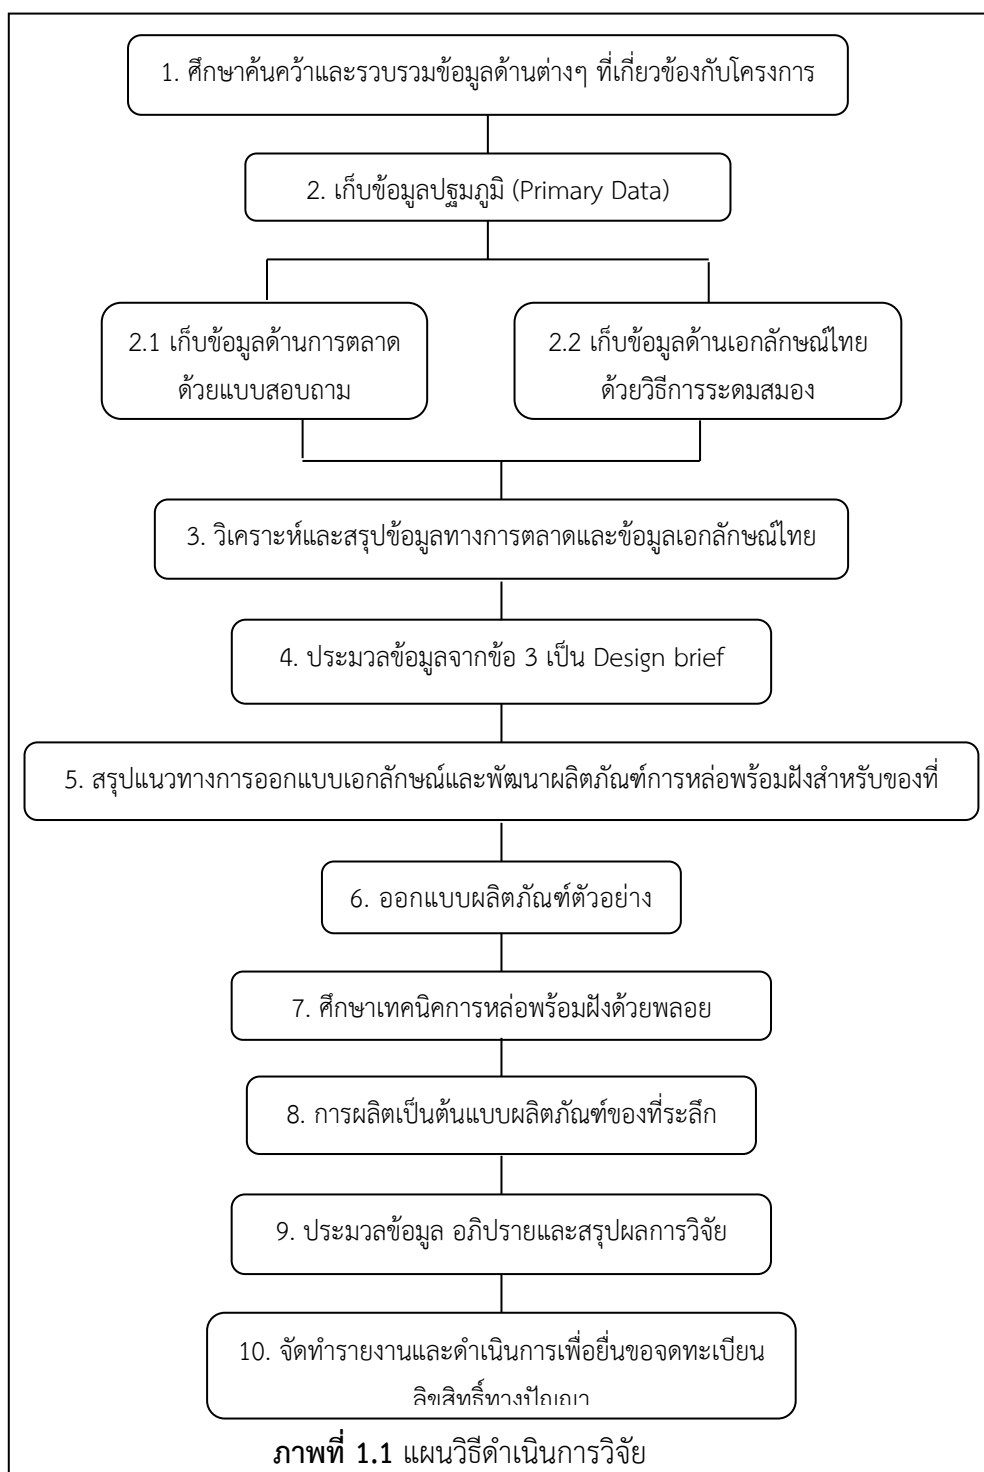 1. ศึกษาค้นคว้าและรวบรวมข้อมูลด้านต่างๆ ที่เกี่ยวข้องกับโครงการ
2. เก็บข้อมูลปฐมภูมิ (Primary Data)
2.1 เก็บข้อมูลด้านการตลาด
ด้วยแบบสอบถาม
2.2 เก็บข้อมูลด้านเอกลักษณ์ไทย
ด้วยวิธีการระดมสมอง
3. วิเคราะห์และสรุปข้อมูลทางการตลาดและข้อมูลเอกลักษณ์ไทย
4. ประมวลข้อมูลจากข้อ 3 เป็น Design brief
5. สรุปแนวทางการออกแบบเอกลักษณ์และพัฒนาผลิตภัณฑ์การหล่อพร้อมฝังสำหรับของที่
6. ออกแบบผลิตภัณฑ์ตัวอย่าง
7. ศึกษาเทคนิคการหล่อพร้อมฝังด้วยพลอย
8. การผลิตเป็นต้นแบบผลิตภัณฑ์ของที่ระลึก
9. ประมวลข้อมูล อภิปรายและสรุปผลการวิจัย
10. จัดทำรายงานและดำเนินการเพื่อยื่นขอจดทะเบียน
ลิขสิทธิ์ทางปัญญา
ภาพที่ 1.1 แผนวิธีดำเนินการวิจัย